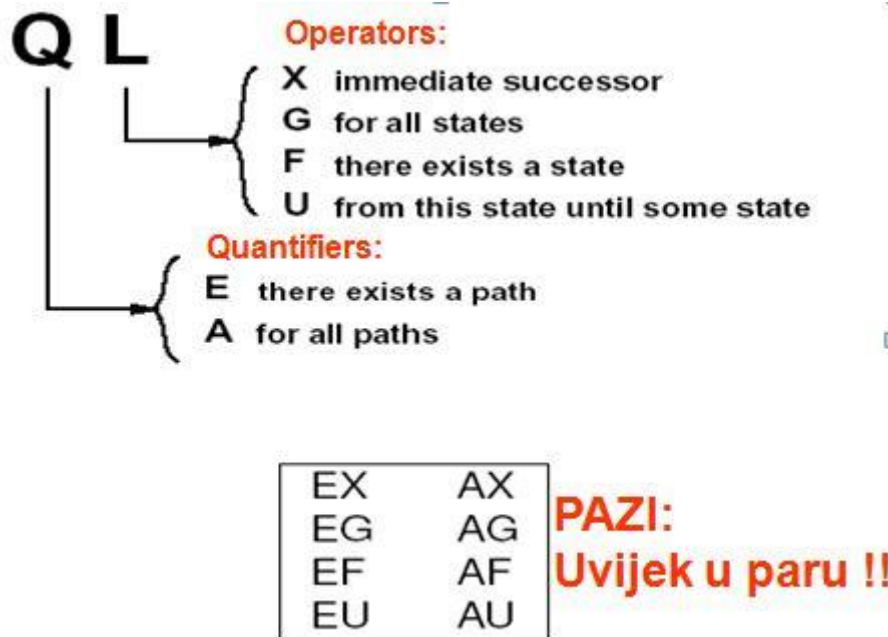 Q L
Operators:
X immediate successor
G for all states
F there exists a state
U from this state until some state
Quantifiers:
E there exists a path
A for all paths
EX AX
EG AG
EF AF
EU AU
PAZI:
Uvijek u paru !!